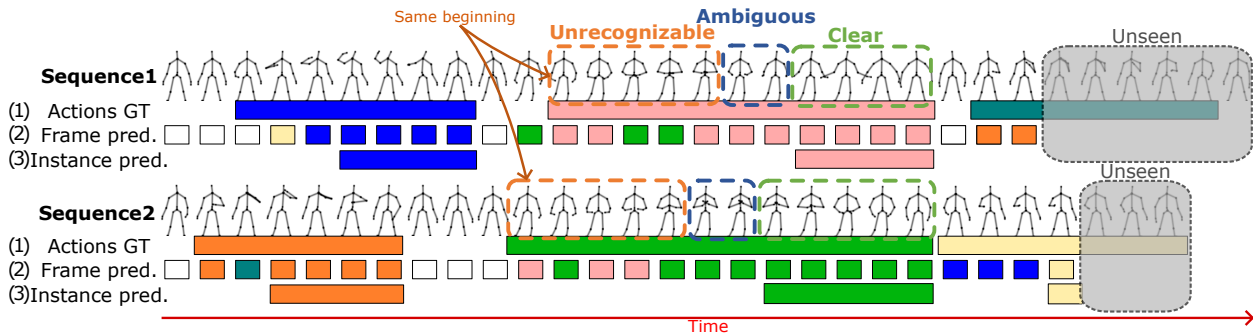 Same beginning
Ambiguous
Unrecognizable
Clear
Unseen
Sequence1
(1) Actions GT
(2) Frame pred.
(3)Instance pred.
Unseen
Sequence2
(1) Actions GT
(2) Frame pred.
(3)Instance pred.
Time